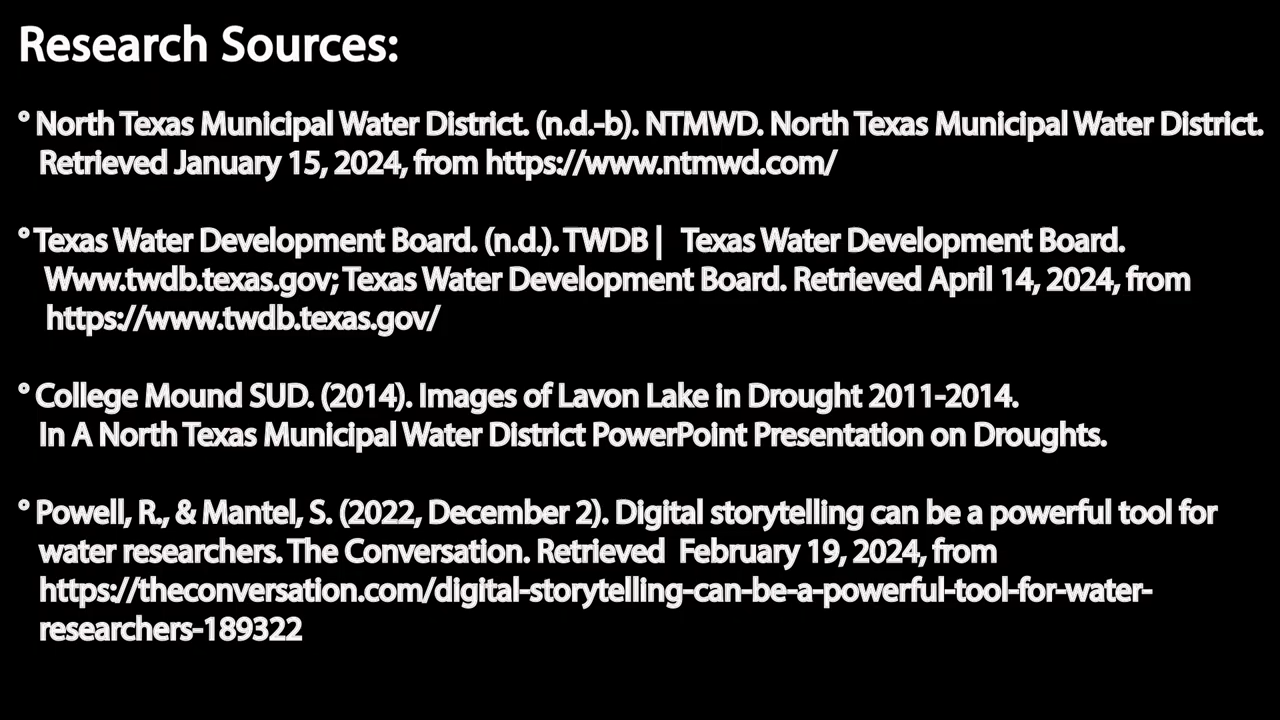 Research Sources:
° North Texas Municipal Water District. (n.d.-b). NTMWD. North Texas Municipal Water District.
Retrieved January 15, 2024, from https://www.ntmwd.com/
° Texas Water Development Board. (n.d.). TWDB | Texas Water Development Board.
Www.twdb.texas.gov; Texas Water Development Board. Retrieved April 14, 2024, from
https://www.twdb.texas.gov/
° College Mound SUD. (2014). Images of Lavon Lake in Drought 2011-2014.
In A North Texas Municipal Water District PowerPoint Presentation on Droughts.
° Powell, R., & Mantel, S. (2022, December 2). Digital storytelling can be a powerful tool for
water researchers. The Conversation. Retrieved February 19, 2024, from
https://theconversation.com/digital-storytelling-can-be-a-powerful-tool-for-water-
researchers-189322